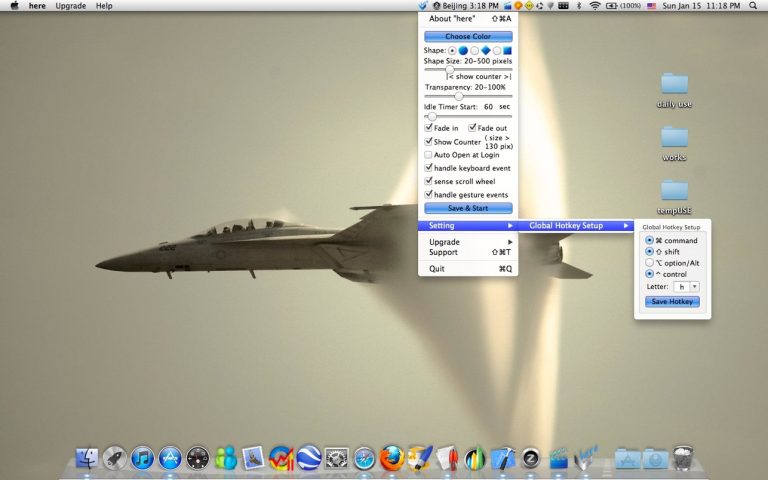 here Upgrade Help Beijing 3:18 PM (100%) Sun Jan 15 11:18 PM
About "here" ⇧⌘A
Choose Color
Shape:
Shape Size: 20-500 pixels
|< show counter >|
Transparency: 20-100%
Idle Timer Start: 60 sec
Fade in Fade out
Show Counter ( size > 130 pix)
Auto Open at Login
handle keyboard event
sense scroll wheel
handle gesture events
Save & Start
Setting
Upgrade
Support ⇧⌘T
Quit ⌘Q
Global Hotkey Setup
Global Hotkey Setup
⌘ command
⇧ shift
⌥ option/Alt
^ control
Letter: h
Save Hotkey
daily use
works
tempUSE